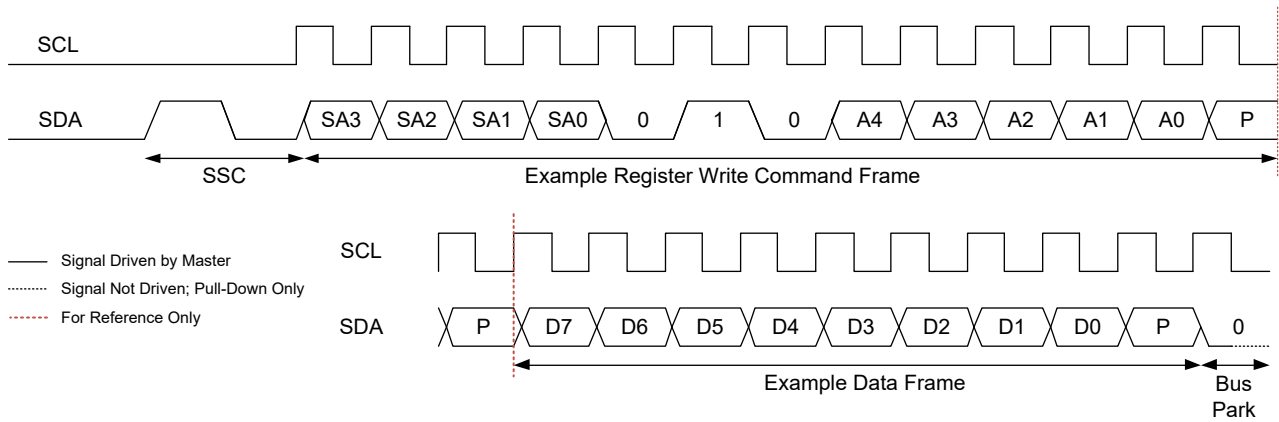 SCL
SDA SA3 SA2 SA1 SA0 0 1 0 A4 A3 A2 A1 A0 P
SSC Example Register Write Command Frame
SCL
Signal Driven by Master
Signal Not Driven; Pull-Down Only
For Reference Only
SDA P D7 D6 D5 D4 D3 D2 D1 D0 P 0
Example Data Frame Bus
Park